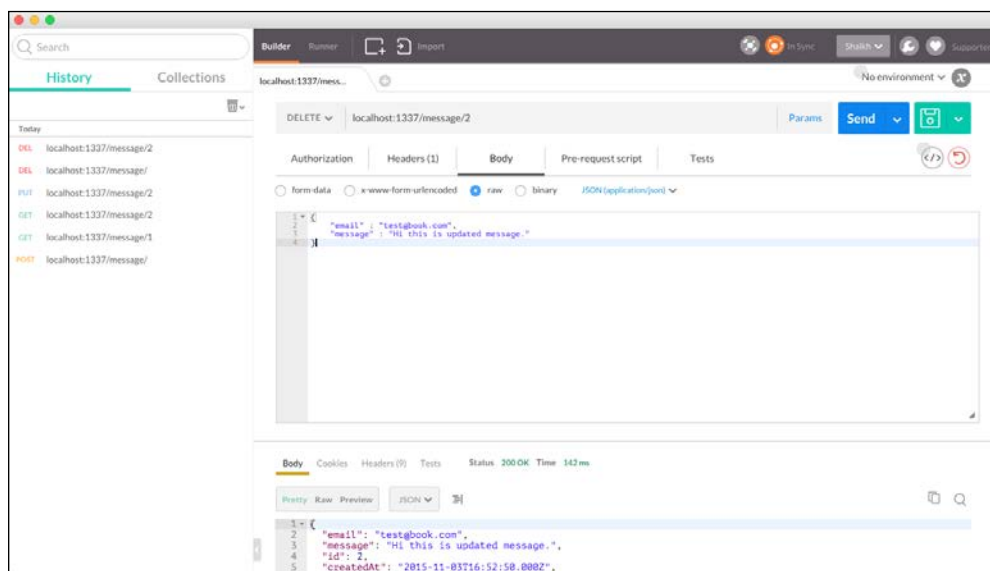 Search
Builder Runner Import In Sync Shaikh Supporter
History Collections
localhost:1337/mess... No environment
Today
DEL localhost:1337/message/2
DEL localhost:1337/message/
PUT localhost:1337/message/2
GET localhost:1337/message/2
GET localhost:1337/message/1
POST localhost:1337/message/
DELETE localhost:1337/message/2 Params Send
Authorization Headers (1) Body Pre-request script Tests
form-data x-www-form-urlencoded raw binary JSON (application/json)
1 {
2 "email" : "test@book.com",
3 "message" : "Hi this is updated message."
4 }
Body Cookies Headers (9) Tests Status 200 OK Time 142 ms
Pretty Raw Preview JSON
1 {
2 "email": "test@book.com",
3 "message": "Hi this is updated message.",
4 "id": 2,
5 "createdAt": "2015-11-03T16:52:50.000Z",